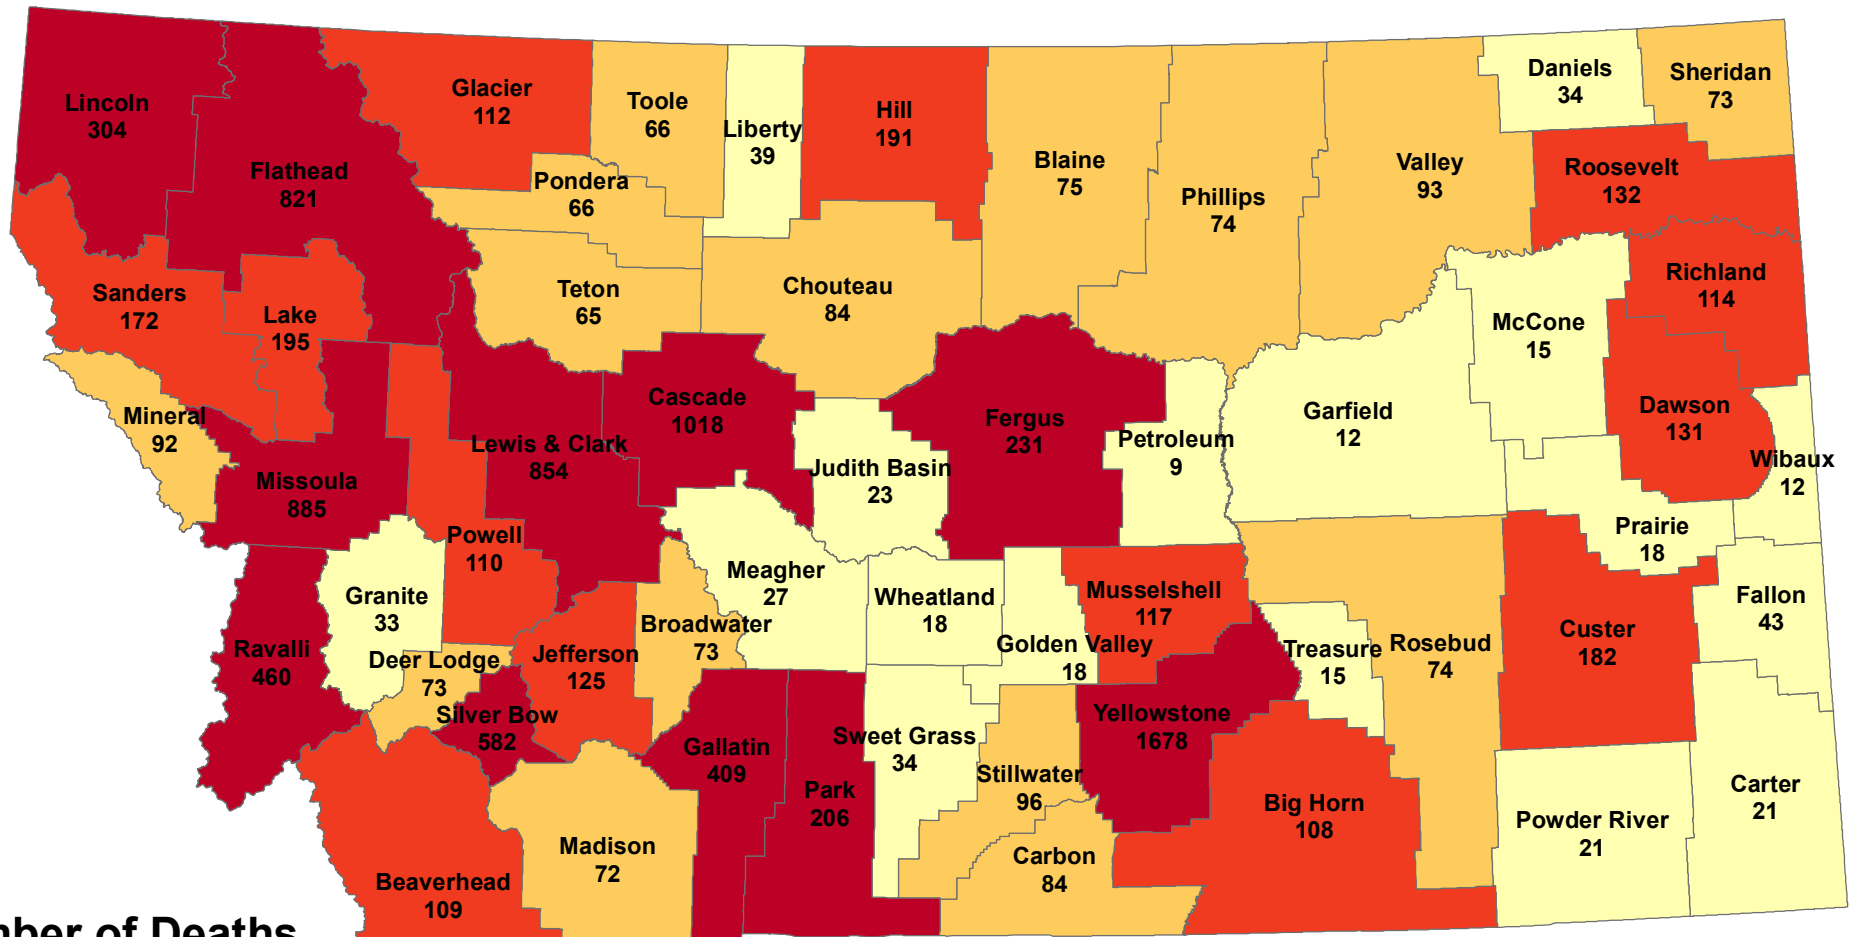 Lincoln
304
Flathead
821
Glacier
112
Toole
66
Liberty
39
Hill
191
Blaine
75
Phillips
74
Valley
93
Daniels
34
Sheridan
73
Roosevelt
132
Pondera
66
Sanders
172
Lake
195
Teton
65
Chouteau
84
McCone
15
Richland
114
Mineral
92
Missoula
885
Lewis & Clark
854
Cascade
1018
Judith Basin
23
Fergus
231
Petroleum
9
Garfield
12
Dawson
131
Wibaux
12
Powell
110
Prairie
18
Granite
33
Ravalli
460
Deer Lodge
73
Silver Bow
582
Jefferson
125
Broadwater
73
Meagher
27
Wheatland
18
Golden Valley
18
Musselshell
117
Treasure
15
Rosebud
74
Custer
182
Fallon
43
Gallatin
409
Park
206
Sweet Grass
34
Stillwater
96
Yellowstone
1678
Big Horn
108
Powder River
21
Carter
21
Beaverhead
109
Madison
72
Carbon
84
of Deaths